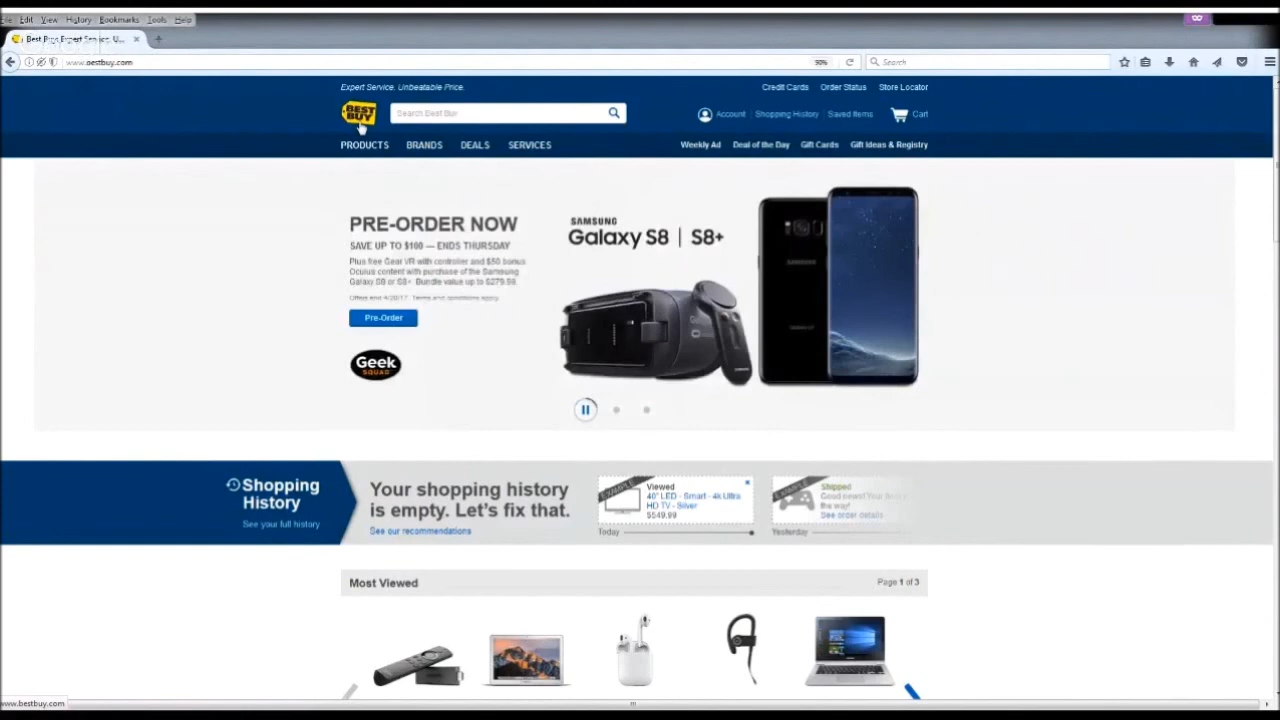 File Edit View History Bookmarks Tools Help
Best Buy: Expert Service. U...
www.bestbuy.com
90%
Search
Expert Service. Unbeatable Price.
Credit Cards Order Status Store Locator
BEST BUY
Search Best Buy
Account Shopping History Saved Items Cart
PRODUCTS BRANDS DEALS SERVICES
Weekly Ad Deal of the Day Gift Cards Gift Ideas & Registry
PRE-ORDER NOW
SAVE UP TO $100 — ENDS THURSDAY
Plus free Gear VR with controller and $50 bonus
Oculus content with purchase of the Samsung
Galaxy S8 or S8+. Bundle value up to $279.98.
Offers end 4/20/17. Terms and conditions apply.
Pre-Order
Geek
SQUAD
SAMSUNG
Galaxy S8 | S8+
SAMSUNG
Shopping
History
See your full history
Your shopping history
is empty. Let's fix that.
See our recommendations
EXAMPLE
Viewed
40" LED - Smart - 4k Ultra
HD TV - Silver
$549.99
Today
EXAMPLE
Shipped
Good news! Your
the way!
See order details
Yesterday
Most Viewed
Page 1 of 3
www.bestbuy.com